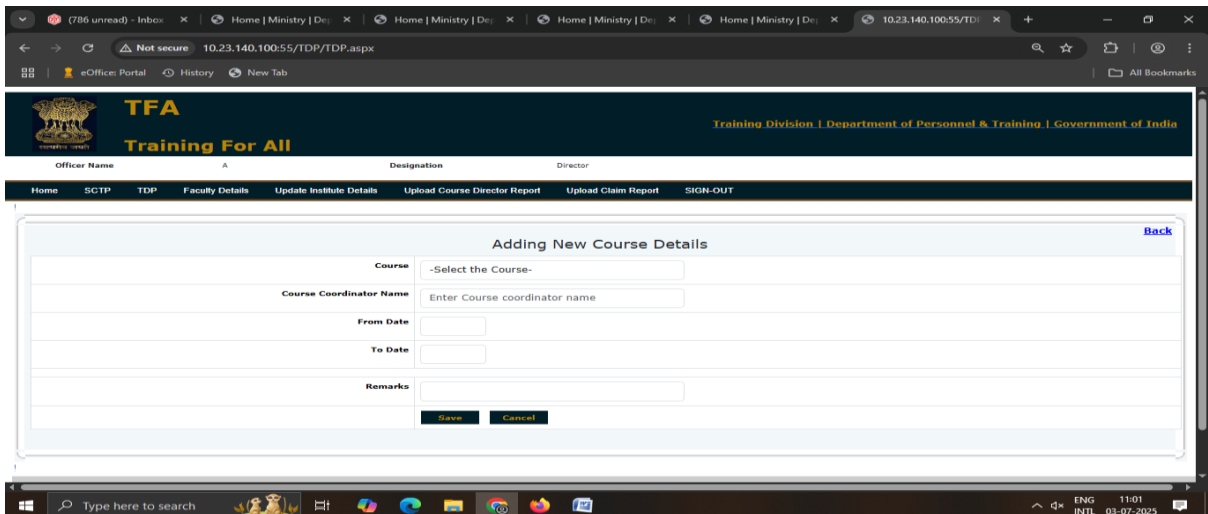 (786 unread) - Inbox
Home | Ministry | Dep
Home | Ministry | Dep
Home | Ministry | Dep
Home | Ministry | Dep
10.23.140.100:55/TDP
Not secure 10.23.140.100:55/TDP/TDP.aspx
eOffice: Portal History New Tab All Bookmarks
TFA
Training For All
सत्यमेव जयते
Training Division | Department of Personnel & Training | Government of India
Officer Name A Designation Director
Home SCTP TDP Faculty Details Update Institute Details Upload Course Director Report Upload Claim Report SIGN-OUT
Back
Adding New Course Details
Course -Select the Course-
Course Coordinator Name Enter Course coordinator name
From Date
To Date
Remarks
Save Cancel
Type here to search
ENG 11:01
INTL 03-07-2025